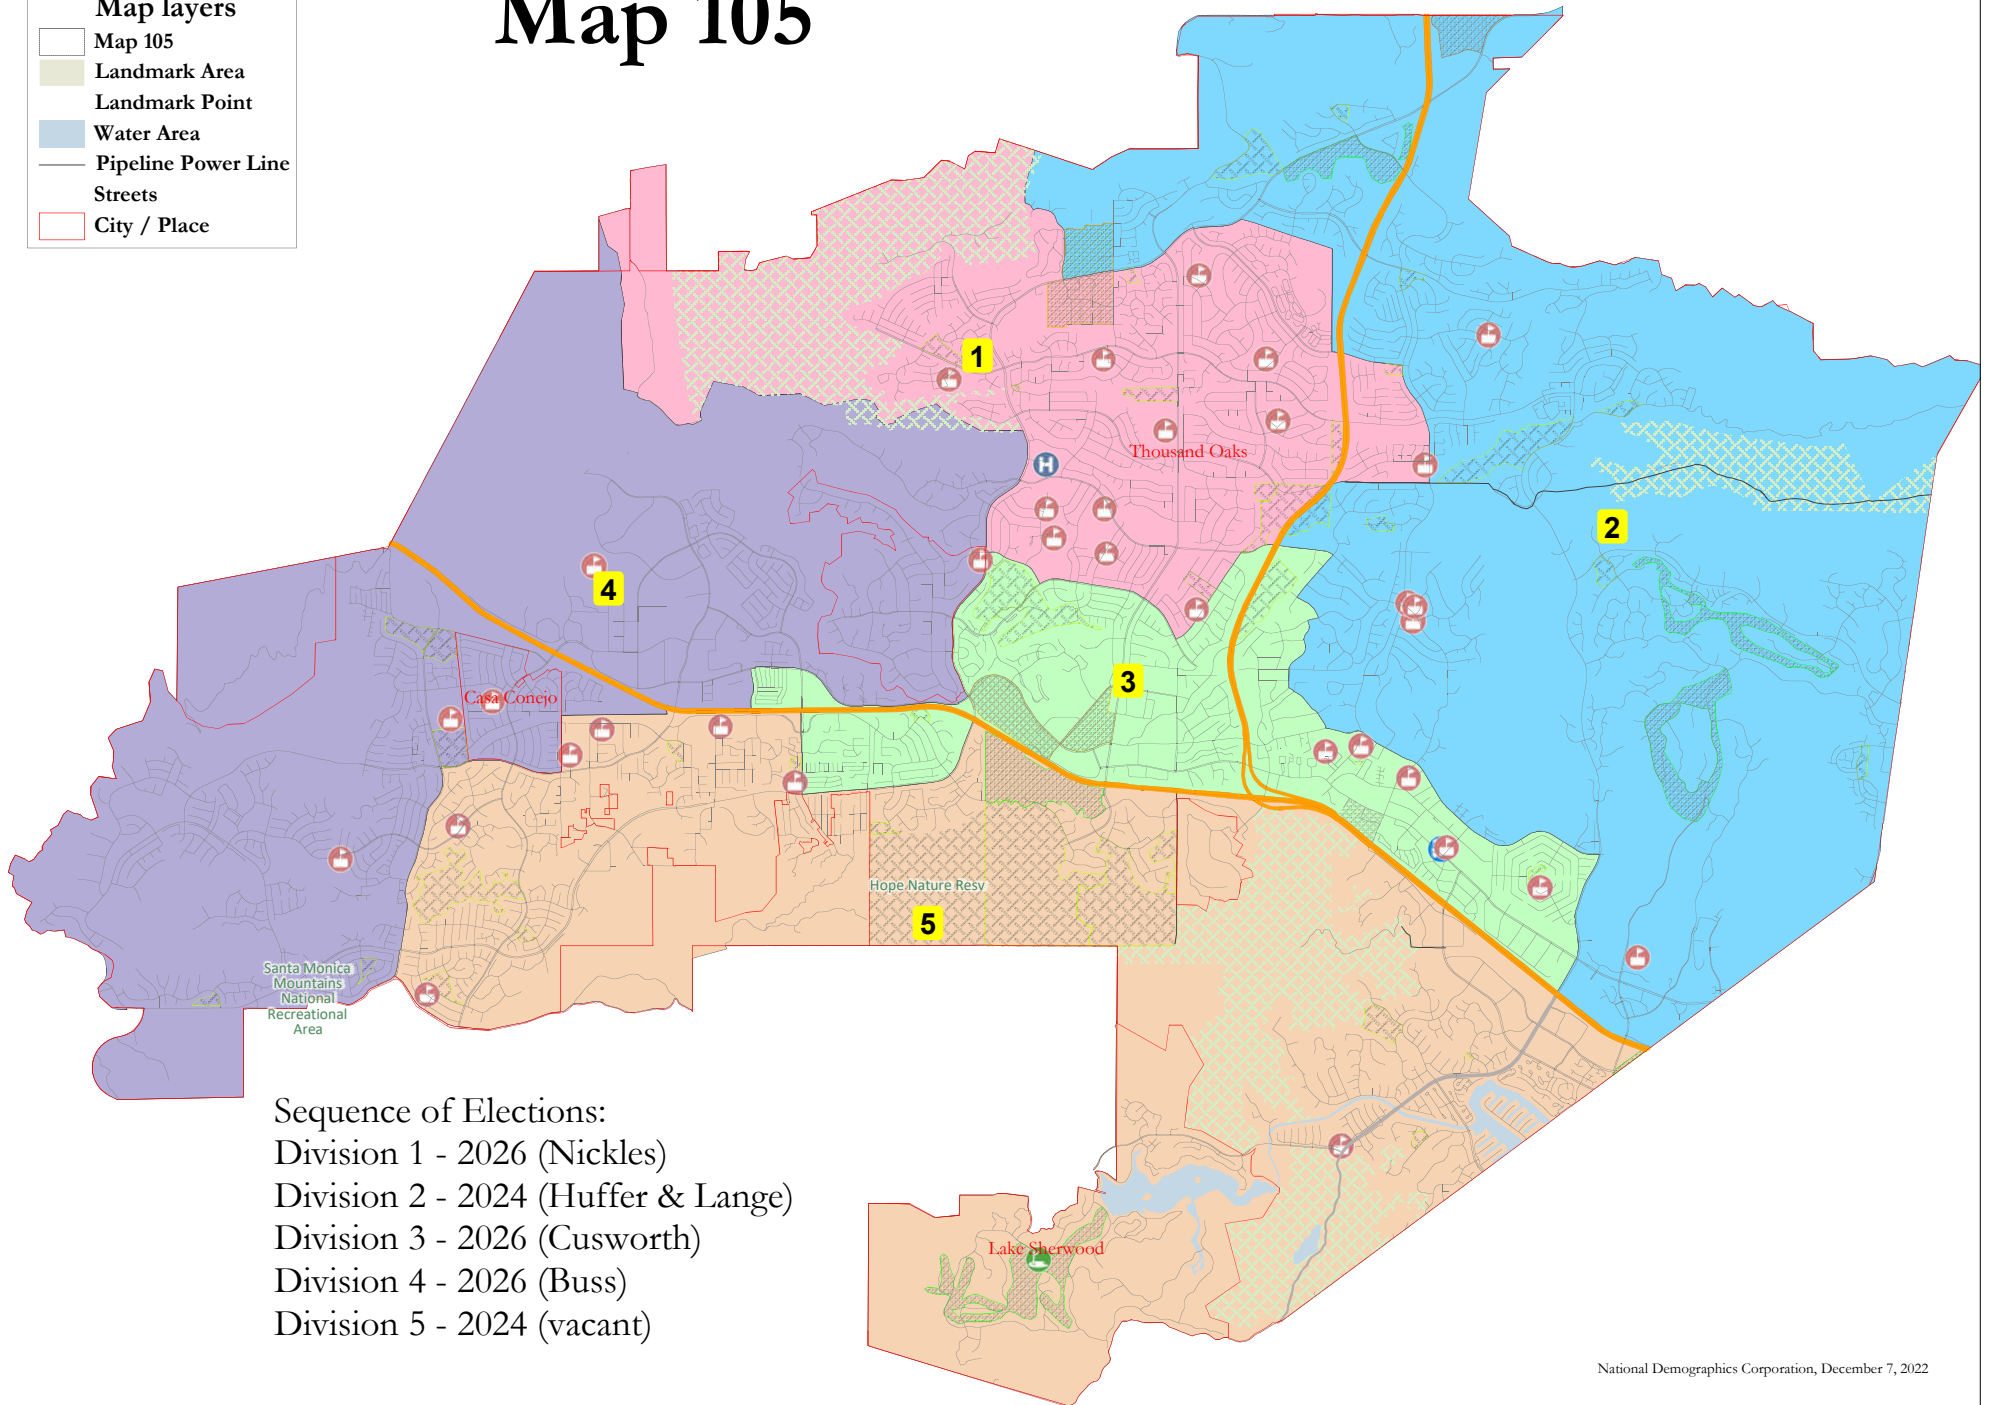 Map 105
Map layers
Map 105
Landmark Area
Landmark Point
Water Area
Pipeline Power Line
Streets
City / Place
1
Thousand Oaks
2
4
3
Casa Conejo
Hope Nature Resv
5
Santa Monica
Mountains
National
Recreational
Area
H
Sequence of Elections:
Division 1 - 2026 (Nickles)
Division 2 - 2024 (Huffer & Lange)
Division 3 - 2026 (Cusworth)
Division 4 - 2026 (Buss)
Division 5 - 2024 (vacant)
Lake Sherwood
National Demographics Corporation, December 7, 2022